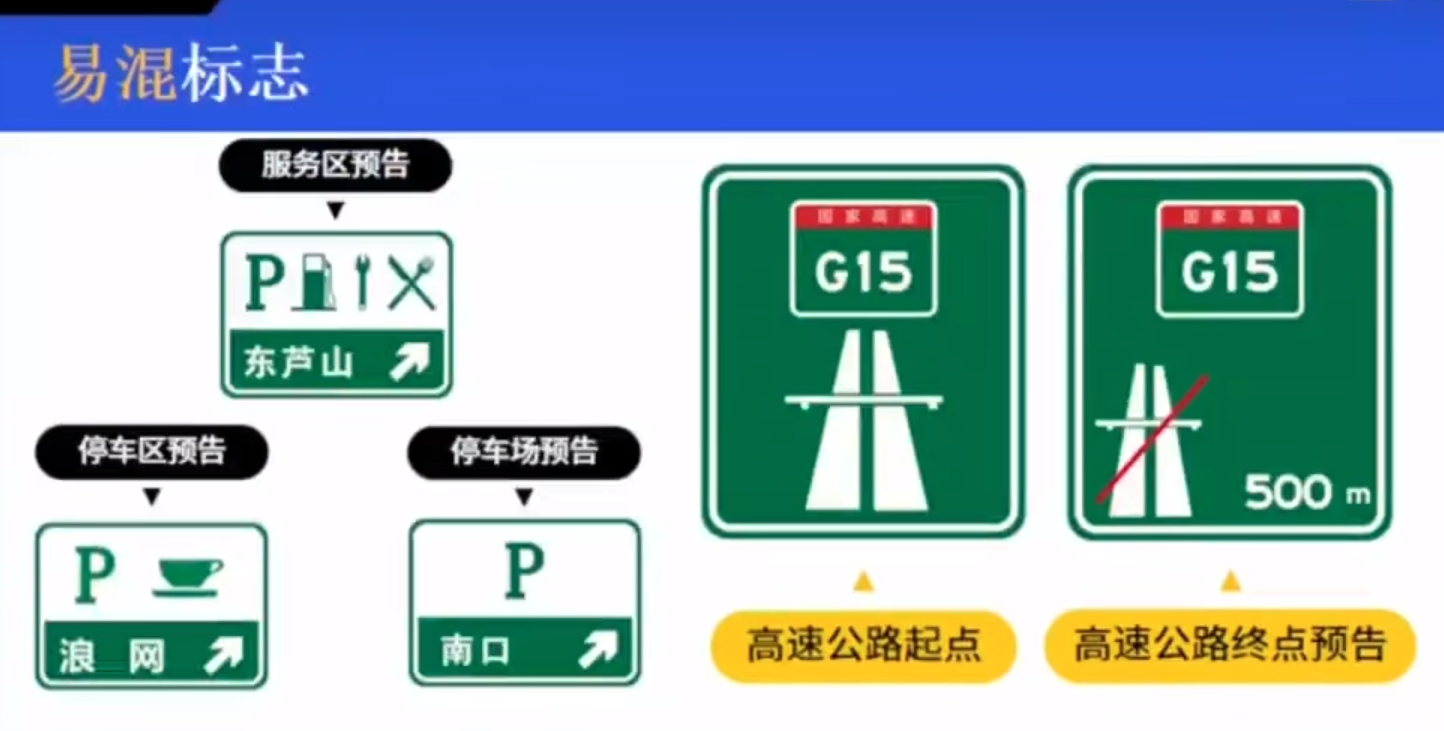 易混标志
服务区预告
P
东芦山
停车区预告
停车场预告
P
浪 网
P
南口
国家高速
G15
国家高速
G15
500 m
高速公路起点
高速公路终点预告